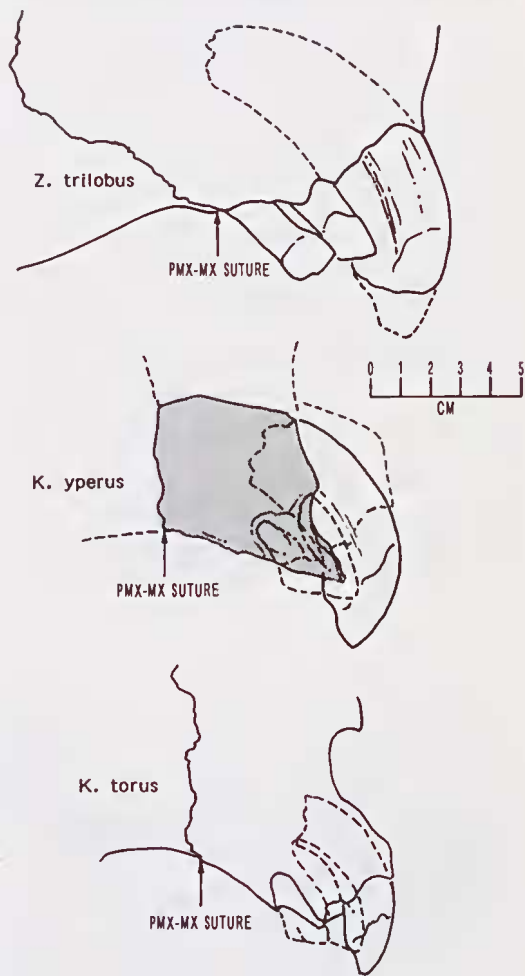 Z. trilobus
PMX-MX SUTURE
0 1 2 3 4 5
CM
K. yperus
PMX-MX SUTURE
K. torus
PMX-MX SUTURE